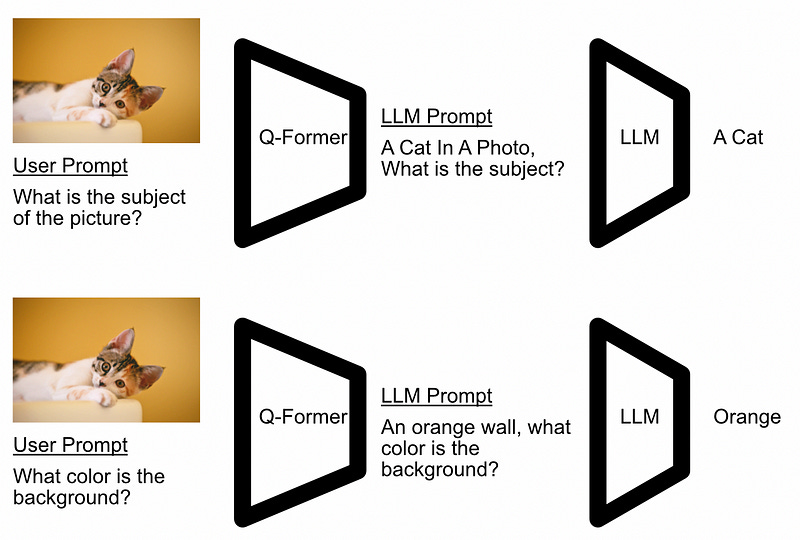 User Prompt
What is the subject
of the picture?
Q-Former
LLM Prompt
A Cat In A Photo,
What is the subject?
LLM
A Cat
User Prompt
What color is the
background?
Q-Former
LLM Prompt
An orange wall, what
color is the
background?
LLM
Orange